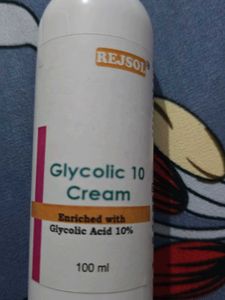 REJSOL
Glycolic 10
Cream
Enriched with
Glycolic Acid 10%
100 ml